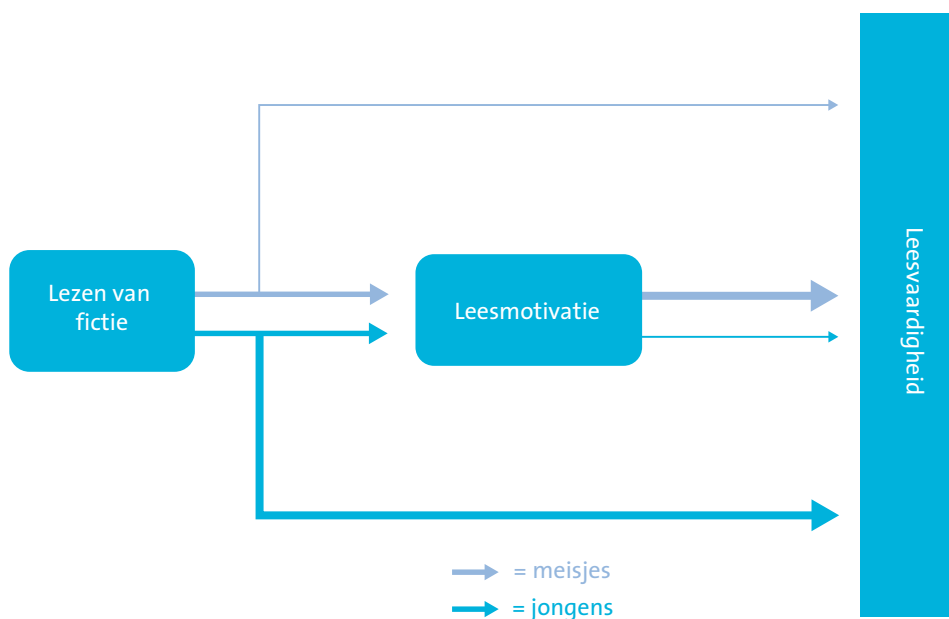 Lezen van
fictie
Leesmotivatie
Leesvaardigheid
= meisjes
= jongens